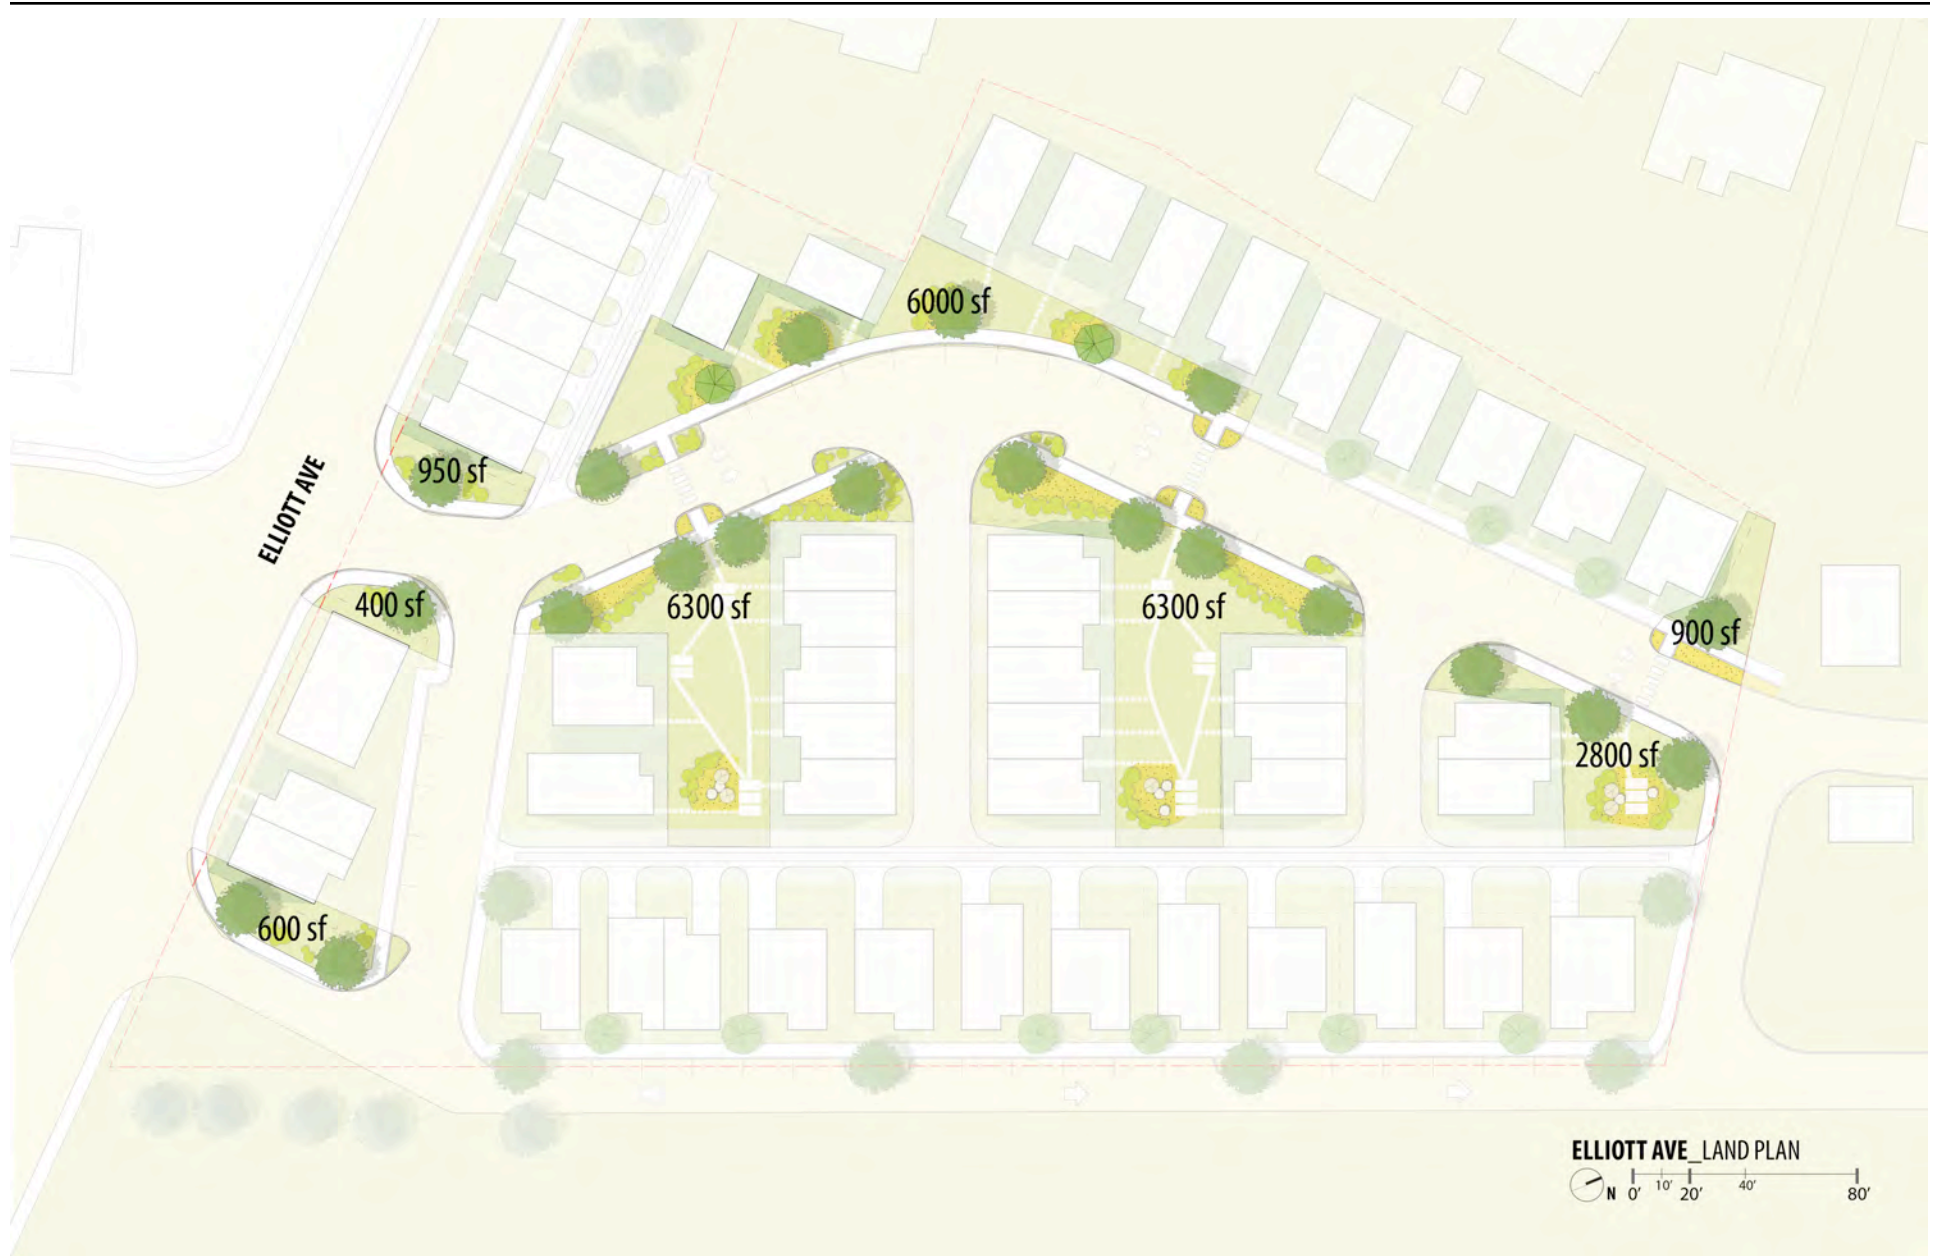 6000 sf
950 sf
ELLIOTT AVE
400 sf
6300 sf
6300 sf
900 sf
2800 sf
600 sf
ELLIOTT AVE_LAND PLAN
N 0' 10' 20' 40' 80'